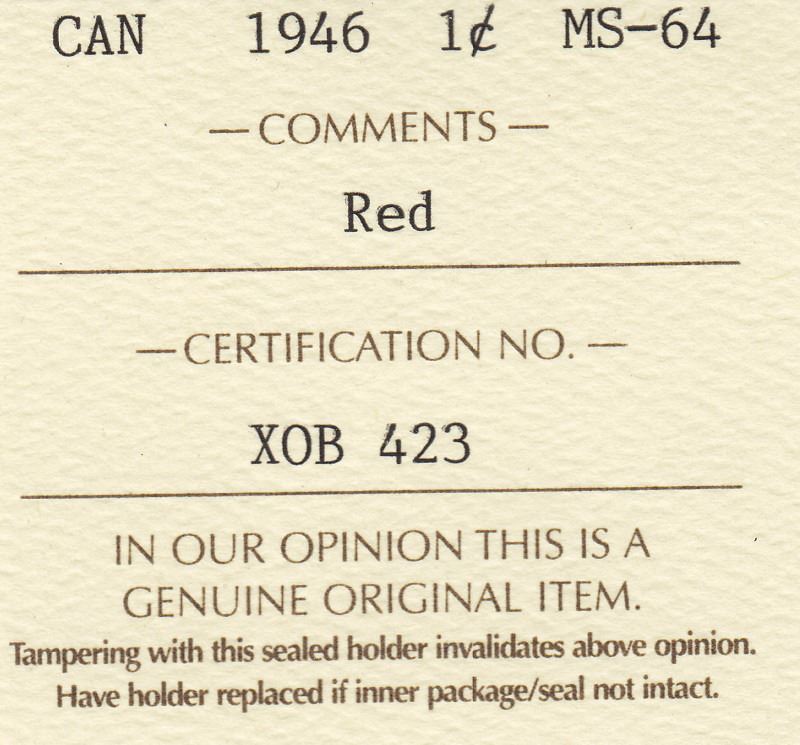 CAN 1946 1¢ MS-64
— COMMENTS —
Red
— CERTIFICATION NO. —
XOB 423
IN OUR OPINION THIS IS A
GENUINE ORIGINAL ITEM.
Tampering with this sealed holder invalidates above opinion.
Have holder replaced if inner package/seal not intact.